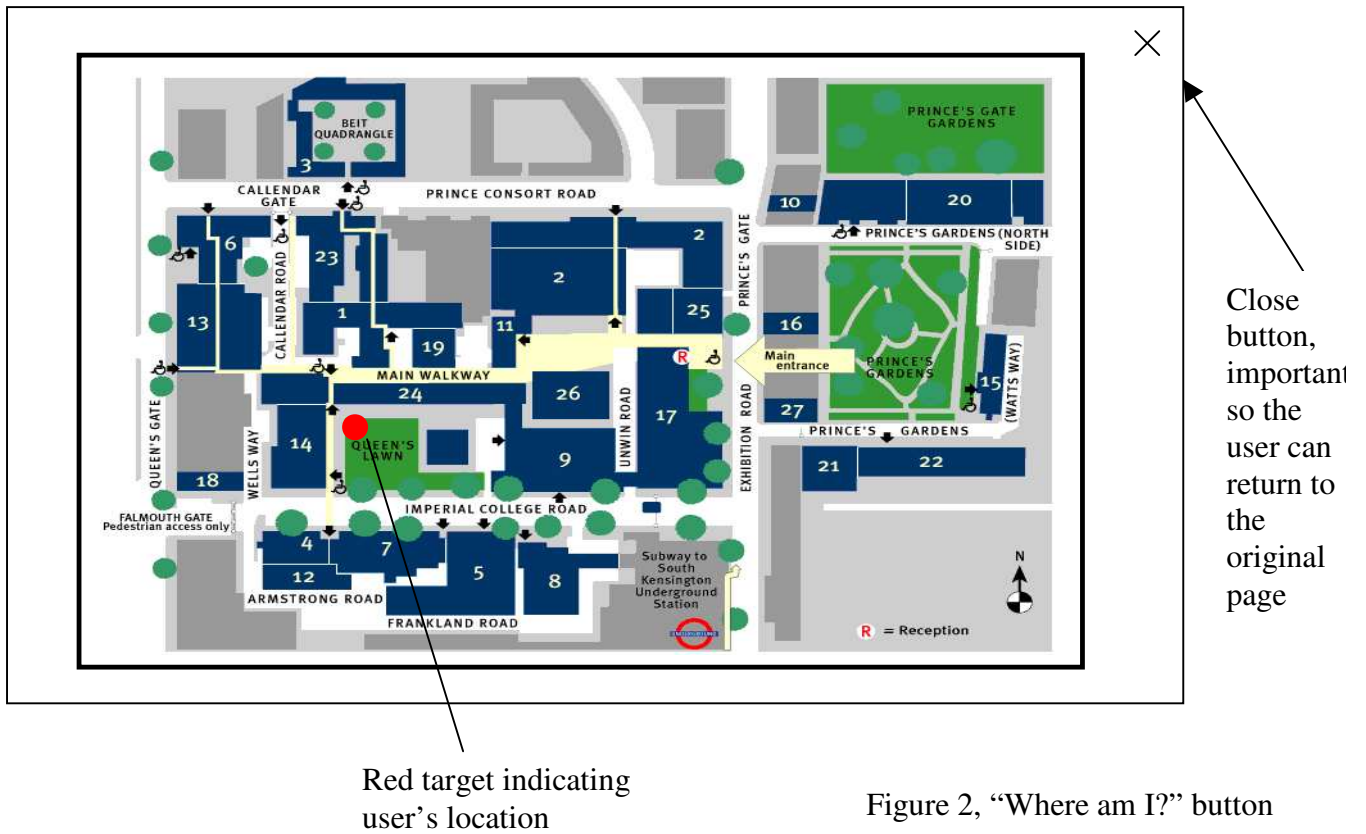 BEIT
QUADRANGLE
3
CALLENDAR
GATE
PRINCE CONSORT ROAD
PRINCE'S GATE
GARDENS
10
20
PRINCE'S GARDENS (NORTH
SIDE)
6
23
2
2
PRINCE'S GATE
CALLENDAR ROAD
13
1
11
25
16
19
MAIN WALKWAY
R
Main
entrance
PRINCE'S
GARDENS
15
(WATTS WAY)
24
26
UNWIN ROAD
17
27
PRINCE'S GARDENS
QUEEN'S GATE
WELLS WAY
14
QUEEN'S
LAWN
9
EXHIBITION ROAD
21
22
18
FALMOUTH GATE
Pedestrian access only
IMPERIAL COLLEGE ROAD
4
7
12
5
8
ARMSTRONG ROAD
FRANKLAND ROAD
Subway to
South
Kensington
Underground
Station
UNDERGROUND
N
R = Reception
Close
button,
important
so the
user can
return to
the
original
page
Red target indicating
user's location
Figure 2, “Where am I?” button